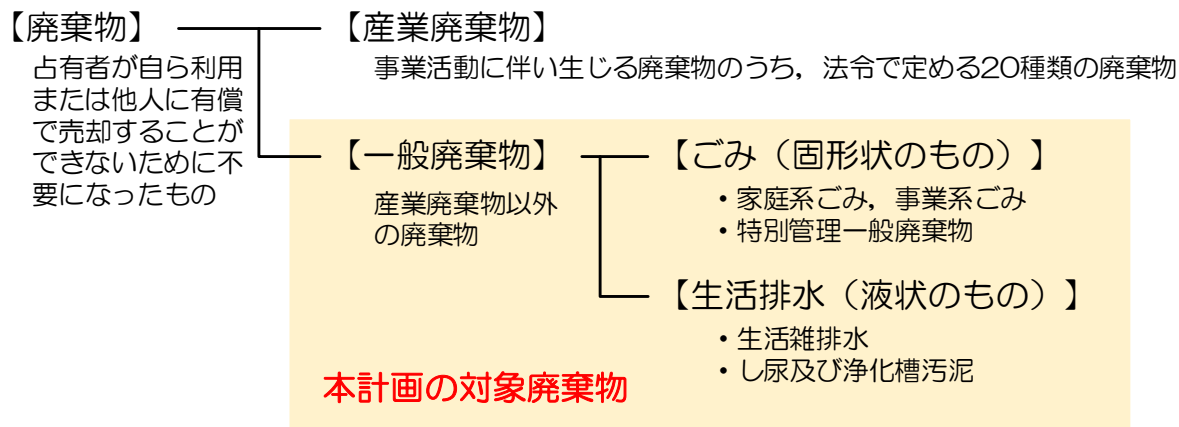 【廃棄物】
占有者が自ら利用
または他人に有償
で売却することが
できないために不
要になったもの
【産業廃棄物】
事業活動に伴い生じる廃棄物のうち，法令で定める20種類の廃棄物
【一般廃棄物】
産業廃棄物以外
の廃棄物
【ごみ（固形状のもの）】
・家庭系ごみ，事業系ごみ
・特別管理一般廃棄物
【生活排水（液状のもの）】
・生活雑排水
・し尿及び浄化槽汚泥
本計画の対象廃棄物